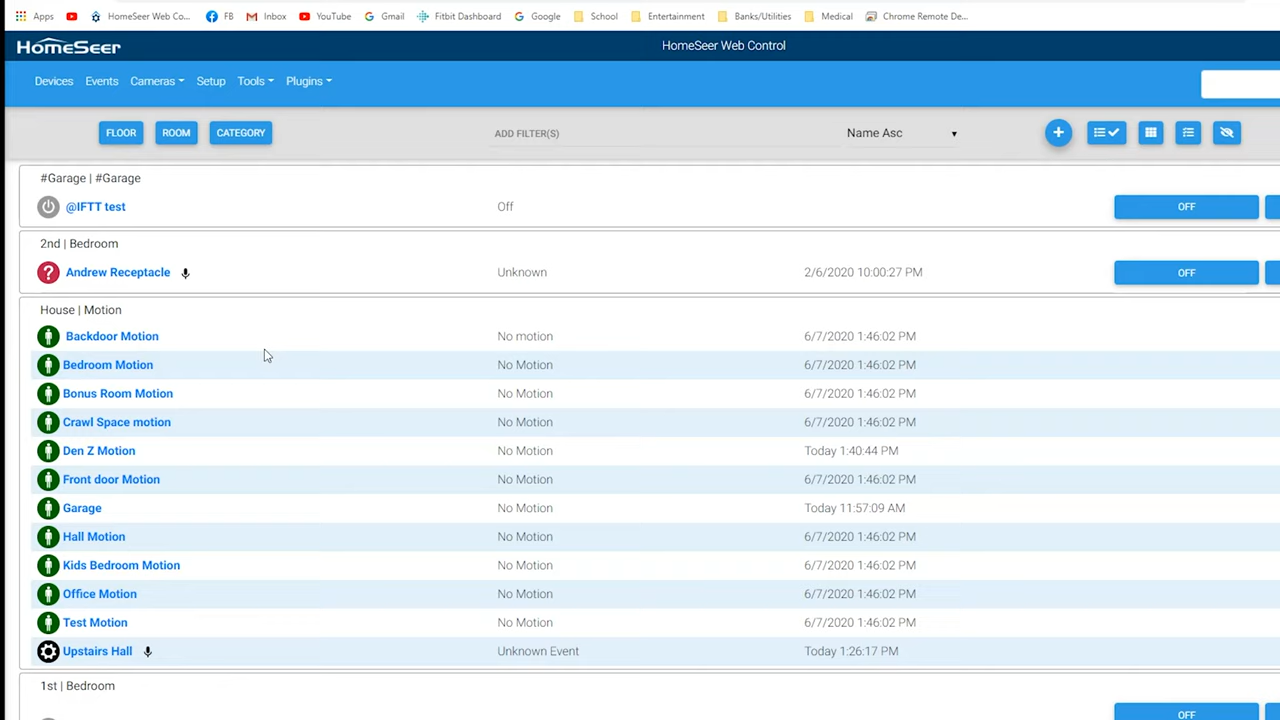 Apps HomeSeer Web Co... FB Inbox YouTube Gmail Fitbit Dashboard Google School Entertainment Banks/Utilities Medical Chrome Remote De...
HomeSeer HomeSeer Web Control
Devices Events Cameras Setup Tools Plugins
FLOOR ROOM CATEGORY ADD FILTER(S) Name Asc
#Garage | #Garage
@IFTT test Off OFF
2nd | Bedroom
Andrew Receptacle Unknown 2/6/2020 10:00:27 PM OFF
House | Motion
Backdoor Motion No motion 6/7/2020 1:46:02 PM
Bedroom Motion No Motion 6/7/2020 1:46:02 PM
Bonus Room Motion No Motion 6/7/2020 1:46:02 PM
Crawl Space motion No Motion 6/7/2020 1:46:02 PM
Den Z Motion No Motion Today 1:40:44 PM
Front door Motion No Motion 6/7/2020 1:46:02 PM
Garage No Motion Today 11:57:09 AM
Hall Motion No Motion 6/7/2020 1:46:02 PM
Kids Bedroom Motion No Motion 6/7/2020 1:46:02 PM
Office Motion No Motion 6/7/2020 1:46:02 PM
Test Motion No Motion 6/7/2020 1:46:02 PM
Upstairs Hall Unknown Event Today 1:26:17 PM
1st | Bedroom
OFF